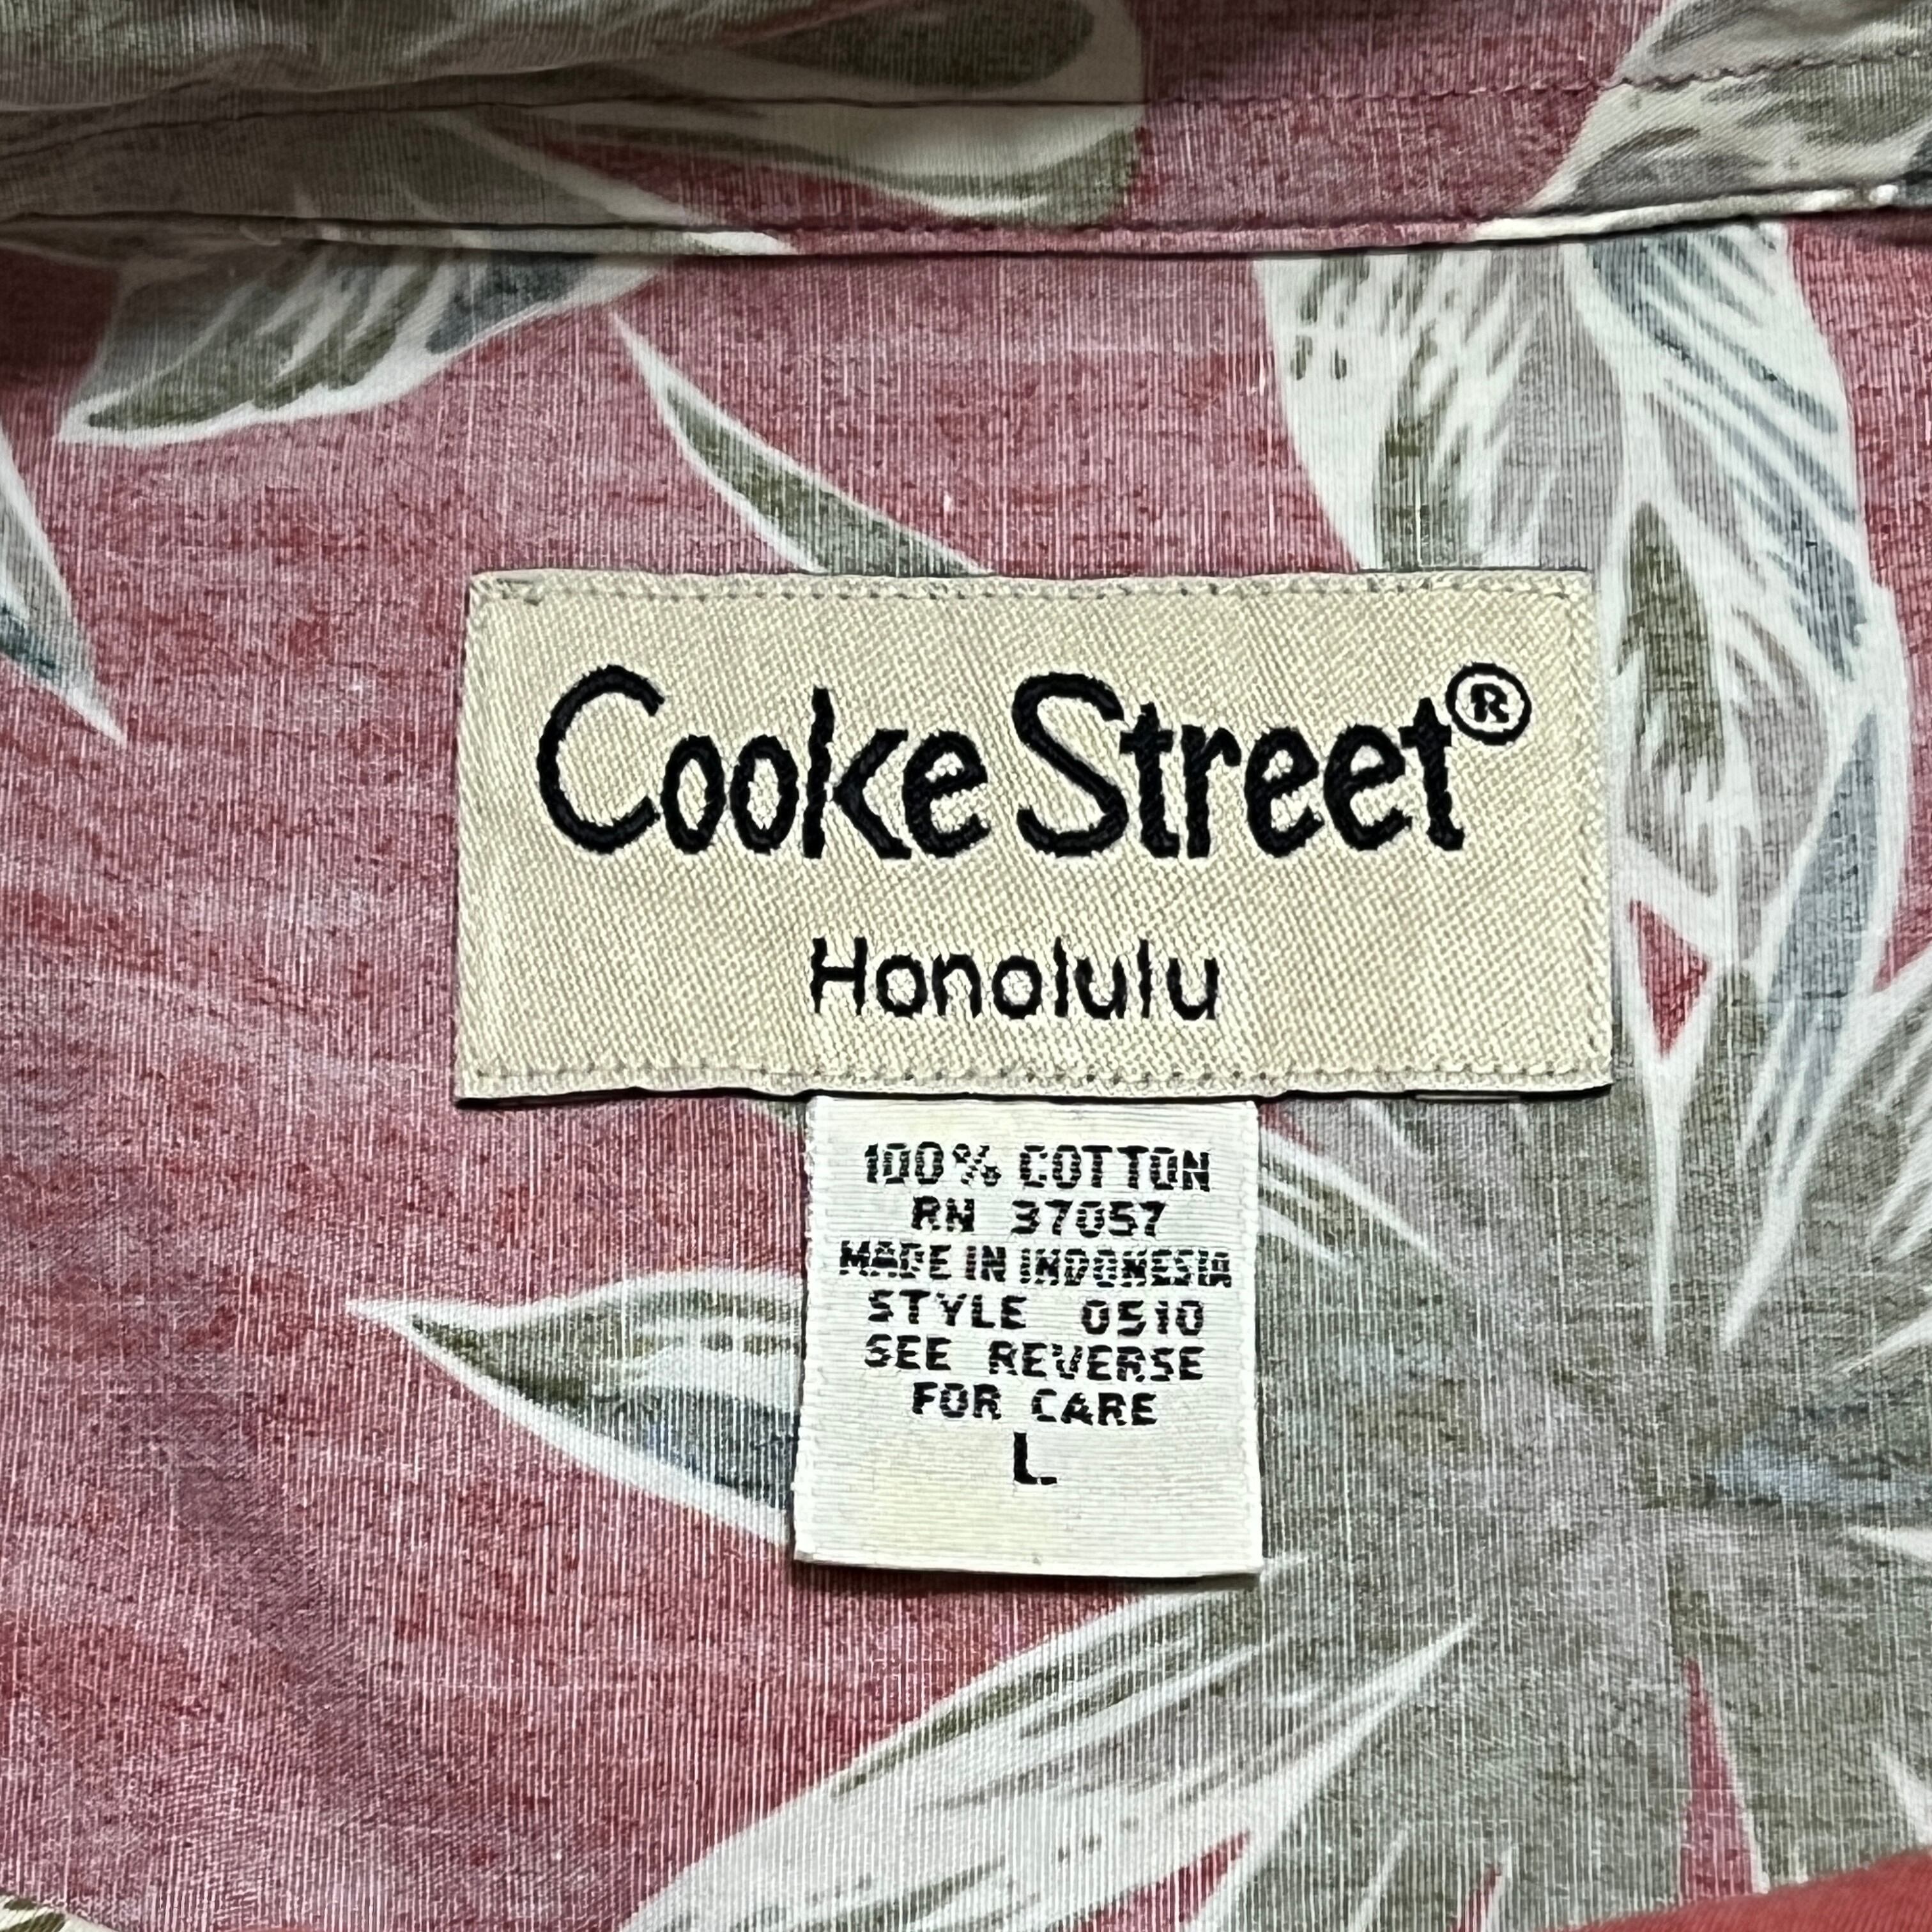 Cooke Street®
Honolulu
100% COTTON
RN 37057
MADE IN INDONESIA
STYLE 0510
SEE REVERSE
FOR CARE
L